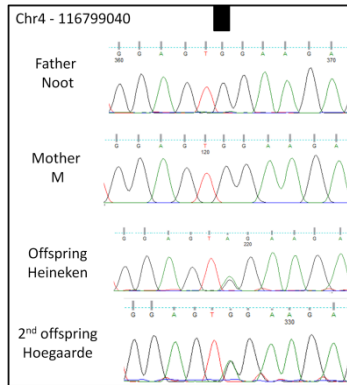 Chr4 - 116799040
Father
Noot
G G A G T G G A A G A
360 370
Mother
M
G G A G T G G A A G A
120
Offspring
Heineken
G G A G T A G A A G A
220
2nd offspring
Hoegaarde
G G A G T G G A A G A
330